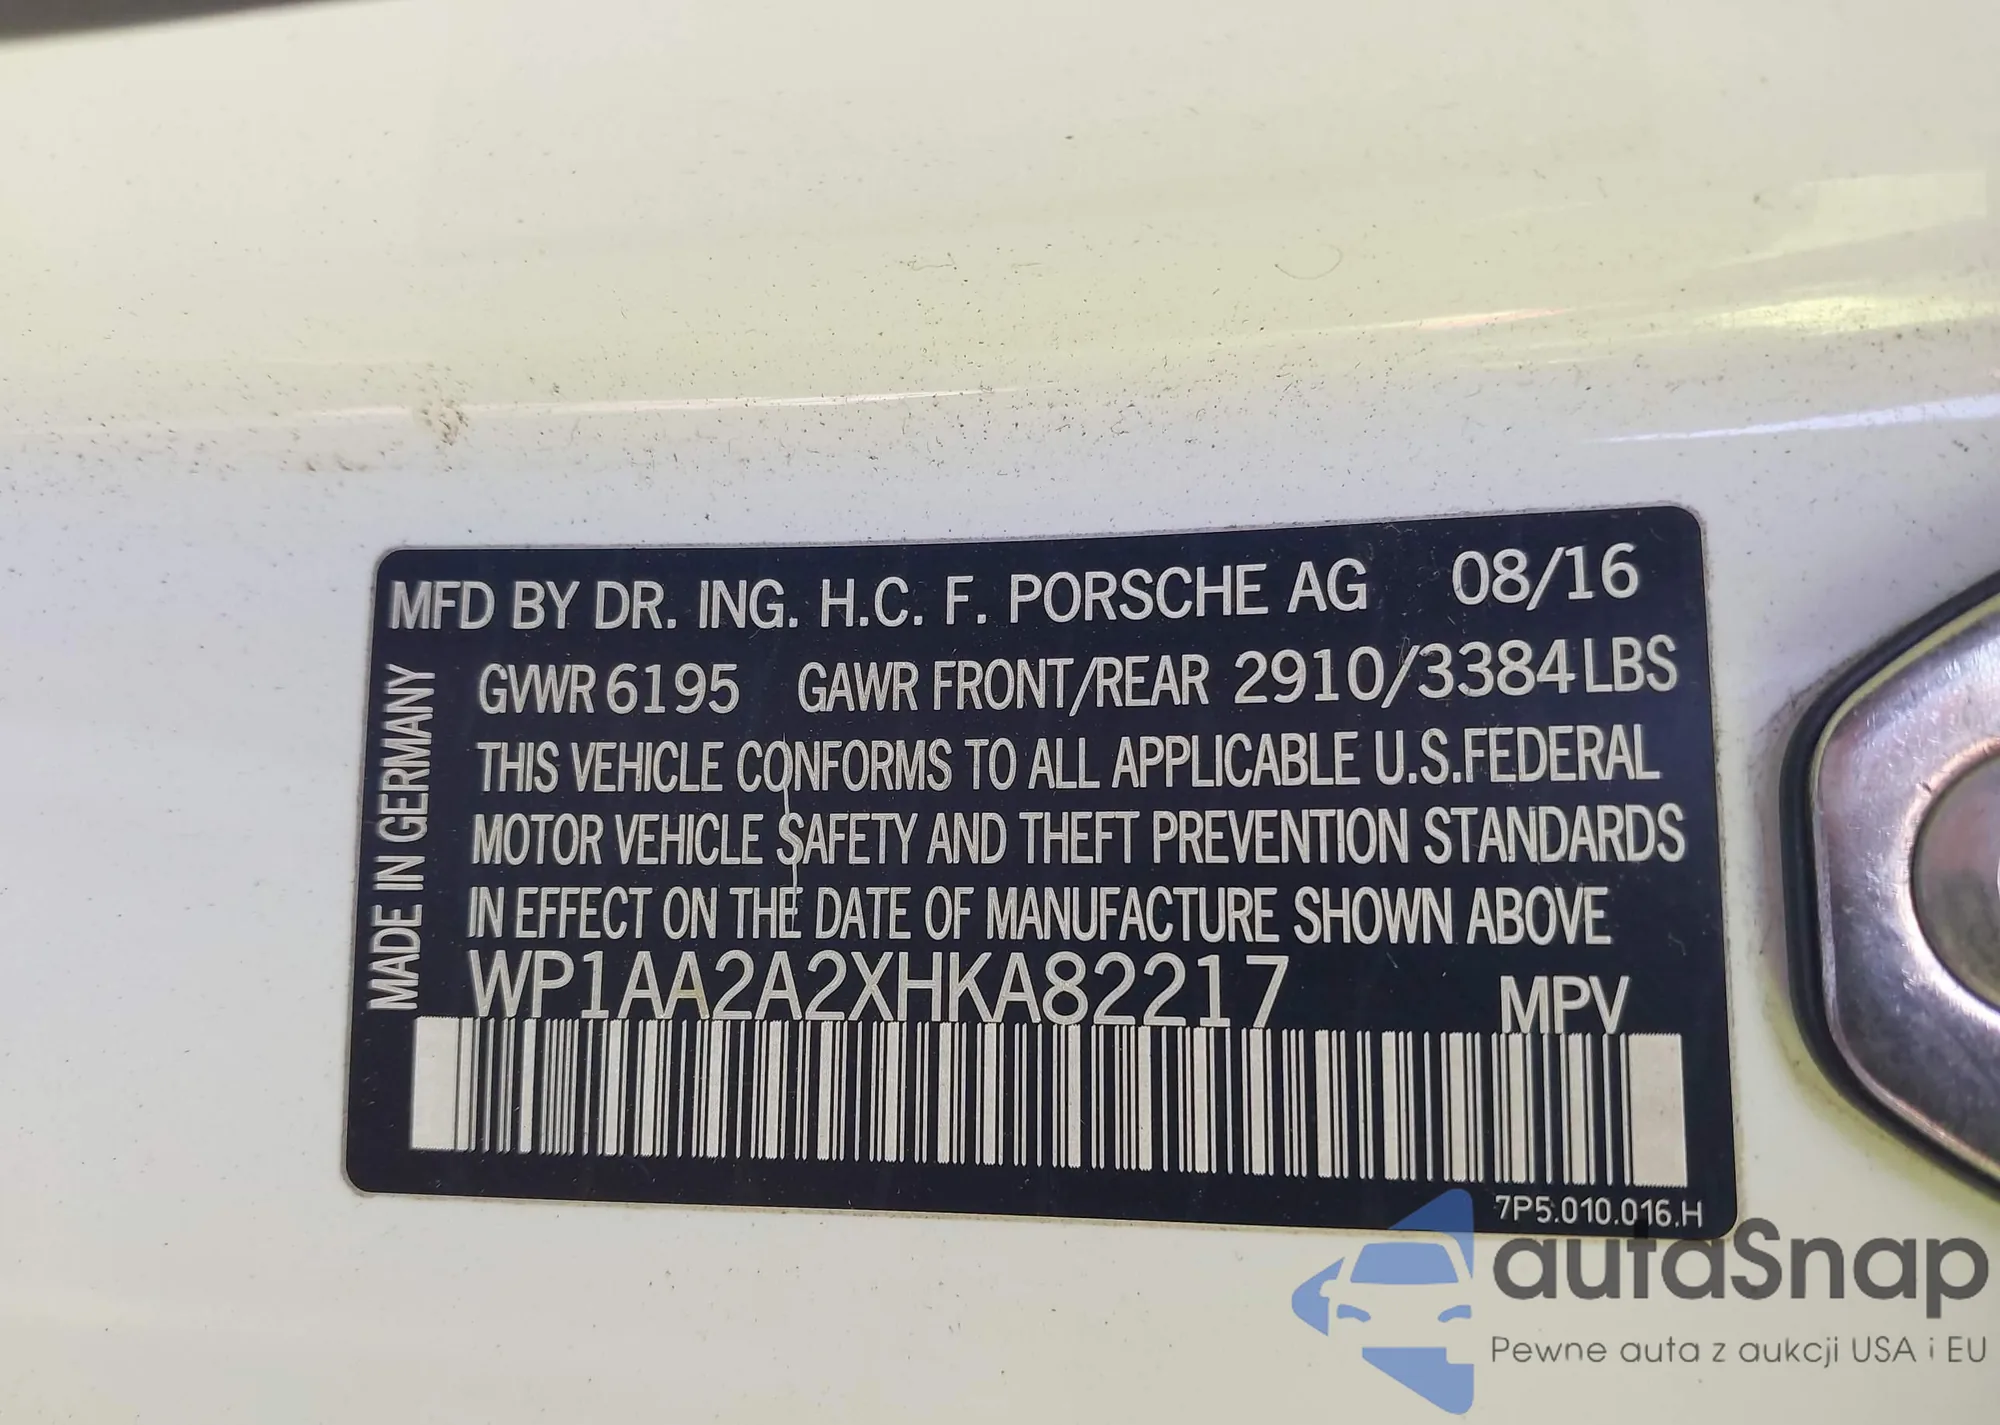 MFD BY DR. ING. H.C. F. PORSCHE AG 08/16
GVWR 6195 GAWR FRONT/REAR 2910/3384 LBS
THIS VEHICLE CONFORMS TO ALL APPLICABLE U.S.FEDERAL
MOTOR VEHICLE SAFETY AND THEFT PREVENTION STANDARDS
IN EFFECT ON THE DATE OF MANUFACTURE SHOWN ABOVE
WP1AA2A2XHKA82217 MPV
MADE IN GERMANY
7P5.010.016.H
autaSnap
Pewne auta z aukcji USA i EU